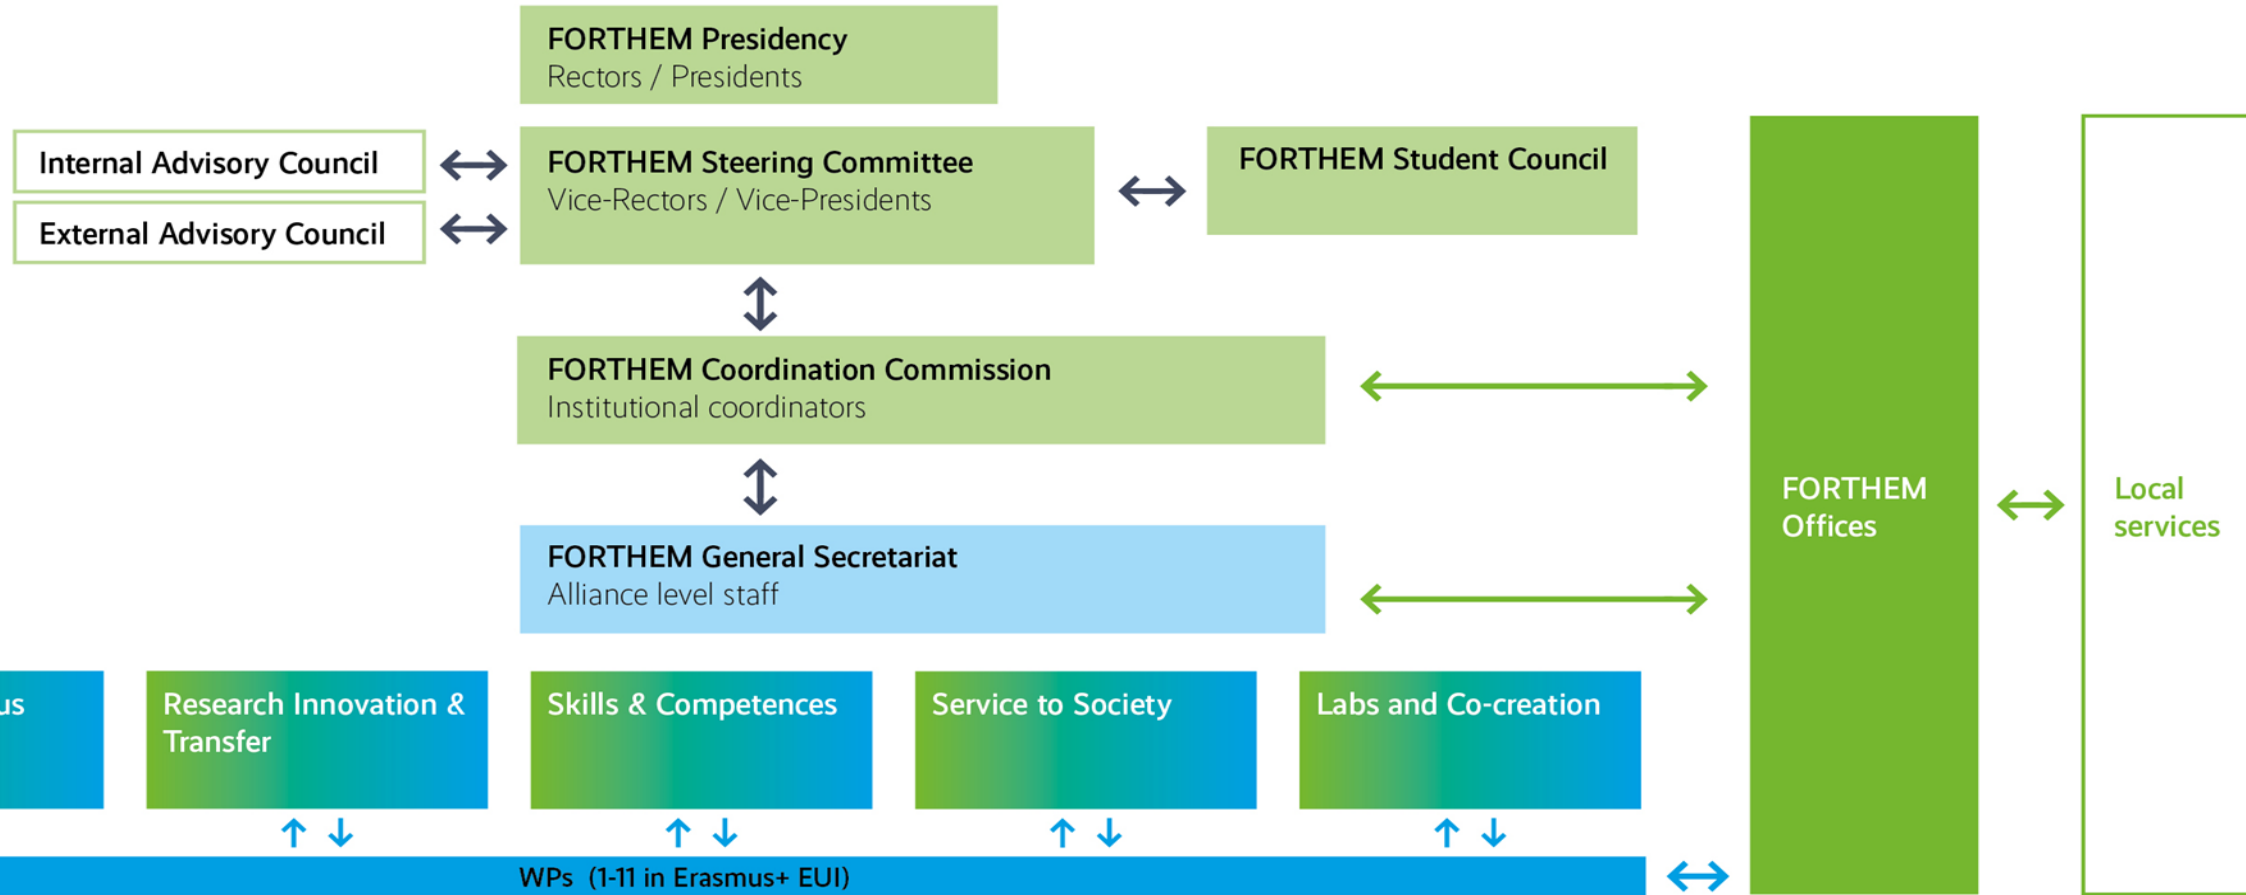 FORTHEM Presidency
Rectors / Presidents
Internal Advisory Council
External Advisory Council
FORTHEM Steering Committee
Vice-Rectors / Vice-Presidents
FORTHEM Student Council
FORTHEM Coordination Commission
Institutional coordinators
FORTHEM
Offices
Local
services
FORTHEM General Secretariat
Alliance level staff
us
Research Innovation &
Transfer
Skills & Competences
Service to Society
Labs and Co-creation
WPs (1-11 in Erasmus+ EUI)